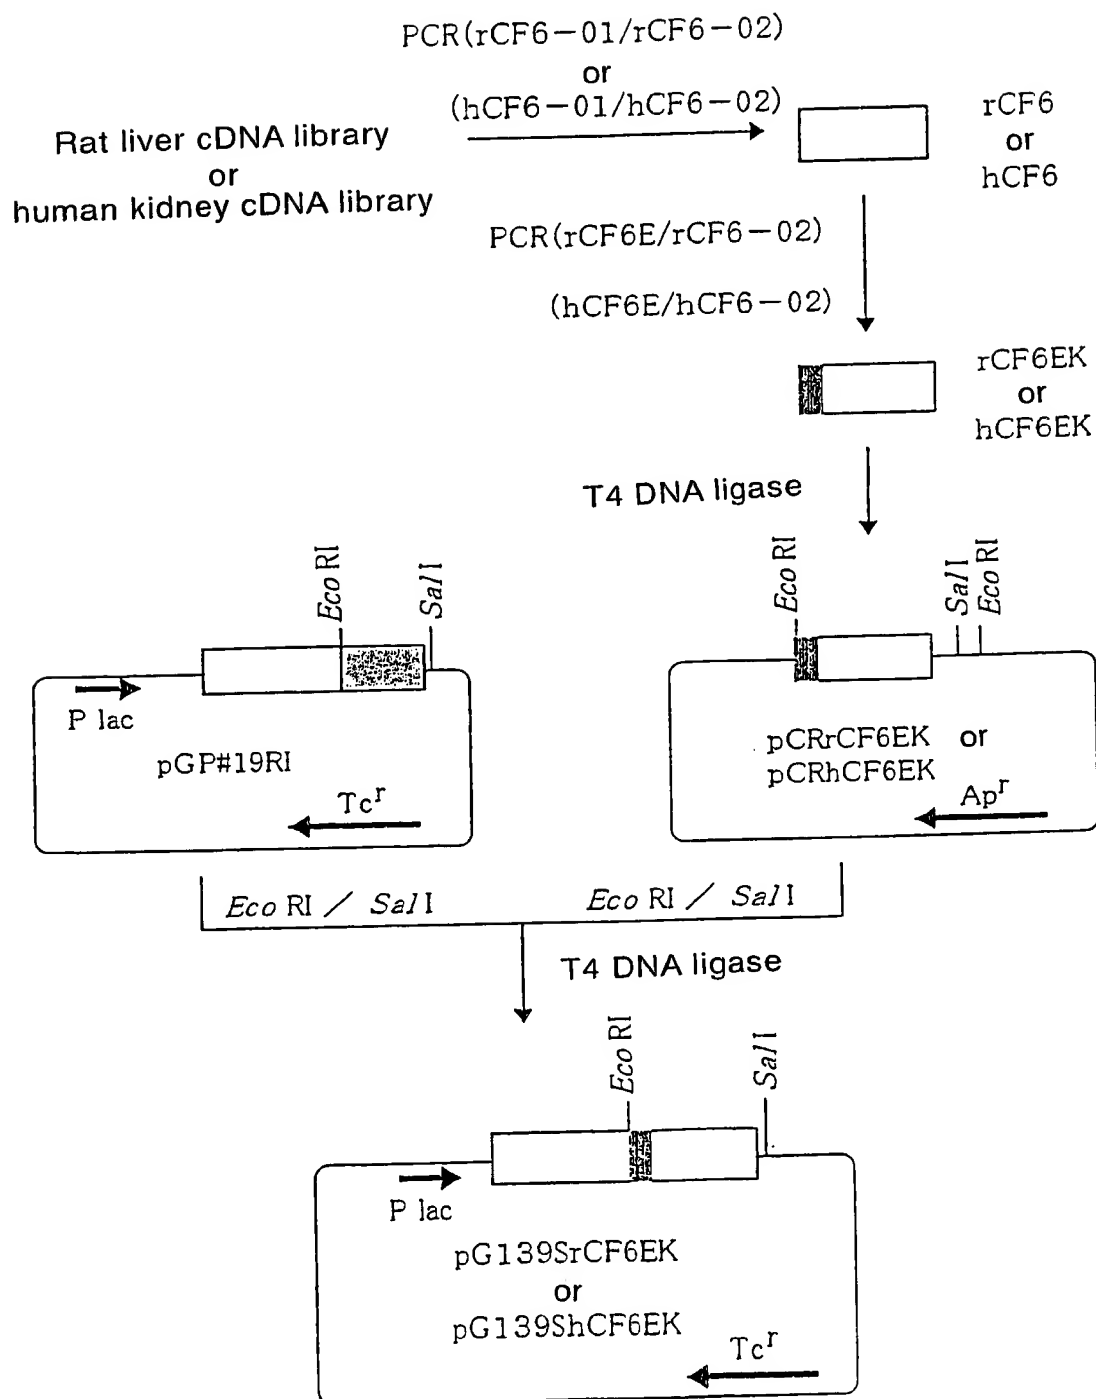 PCR(rCF6-01/rCF6-02)
or
(hCF6-01/hCF6-02)
Rat liver cDNA library
or
human kidney cDNA library
rCF6
or
hCF6
PCR(rCF6E/rCF6-02)
(hCF6E/hCF6-02)
rCF6EK
or
hCF6EK
T4 DNA ligase
Eco RI
Sal I
Eco RI
Sal I
Eco RI
P lac
pGP#19RI
Tcʳ
pCRrCF6EK or
pCRhCF6EK
Apʳ
Eco RI / Sal I
Eco RI / Sal I
T4 DNA ligase
Eco RI
Sal I
P lac
pG139SrCF6EK
or
pG139ShCF6EK
Tcʳ